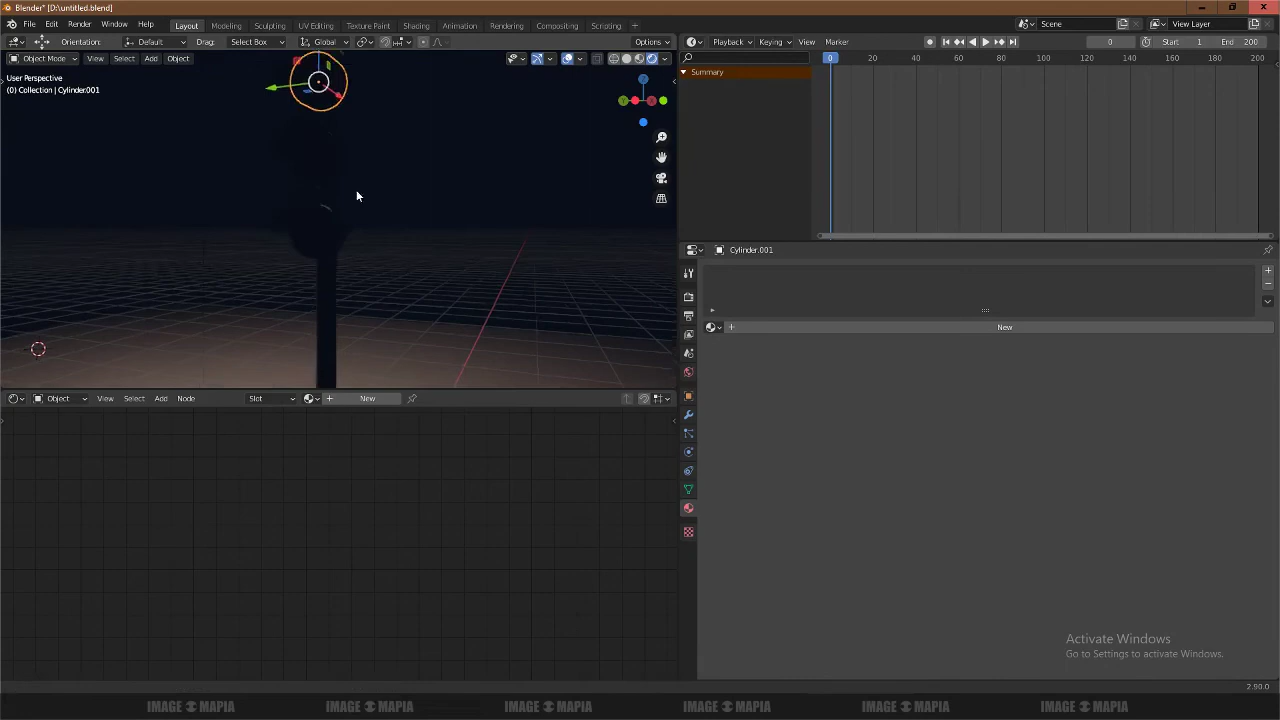 Blender* [D:\untitled.blend]
File Edit Render Window Help Layout Modeling Sculpting UV Editing Texture Paint Shading Animation Rendering Compositing Scripting + Scene View Layer
Orientation: Default Drag: Select Box Global Options
Object Mode View Select Add Object
User Perspective
(0) Collection | Cylinder.001
Playback Keying View Marker 0 Start 1 End 200
0 20 40 60 80 100 120 140 160 180 200
Summary
Cylinder.001
+ New
Object View Select Add Node Slot + New
Activate Windows
Go to Settings to activate Windows.
2.90.0
IMAGE MAPIA IMAGE MAPIA IMAGE MAPIA IMAGE MAPIA IMAGE MAPIA IMAGE MAPIA